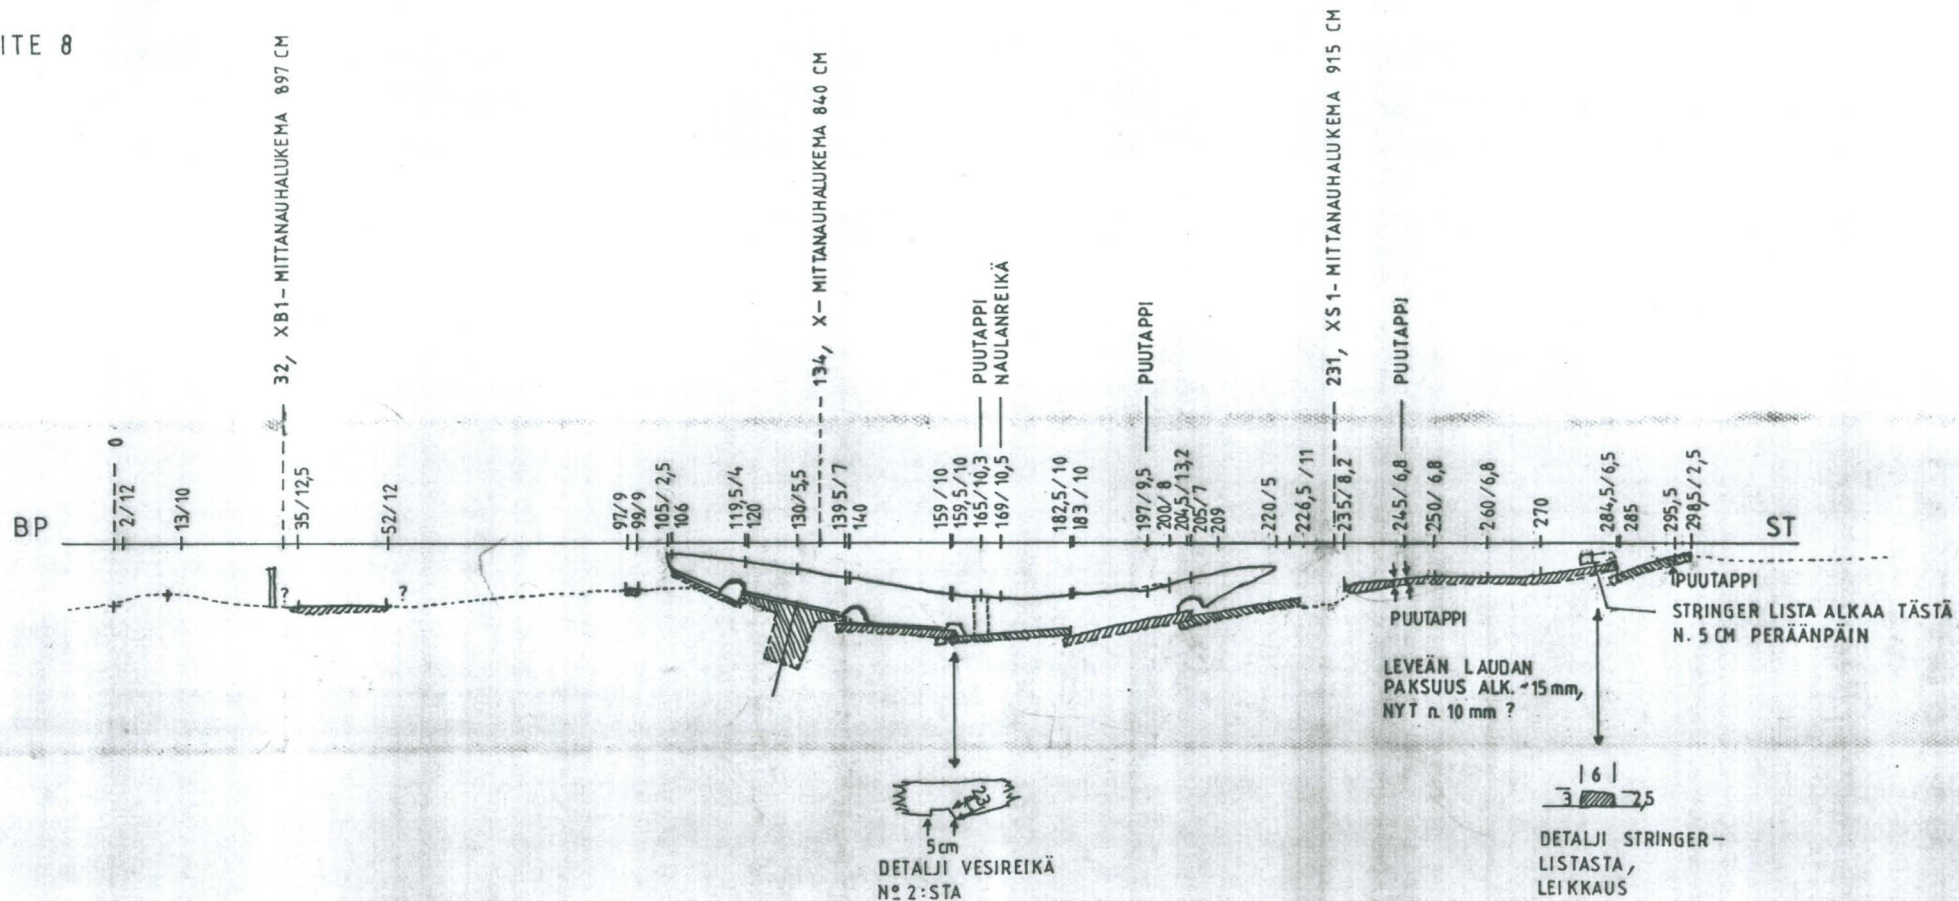 ITE 8
32, XB1- MITTANAUHALUKEMA 897 CM
134, X- MITTANAUHALUKEMA 840 CM
PUUTAPPI
NAULANREIKÄ
PUUTAPPI
231, XS1- MITTANAUHALUKEMA 915 CM
PUUTAPPI
BP
0
2/12
13/10
35/12,5
52/12
97/9
98/9
105/2,5
106
119,5/4
120
130/5,5
139,5/7
140
159/10
159,5/10
165/10,3
169/10,5
182,5/10
183/10
197/9,5
200/8
204,5/13,2
205/7
209
220/5
226,5/11
235/8,2
245/6,8
250/6,8
260/6,8
270
284,5/6,5
285
295,5
298,5/2,5
ST
?
?
PUUTAPPI
PUUTAPPI
STRINGER LISTA ALKAA TÄSTÄ
N. 5 CM PERÄÄNPÄIN
LEVEÄN LAUDAN
PAKSUUS ALK. ~15 mm,
NYT n. 10 mm ?
5 cm
DETALJI VESIREIKÄ
Nº 2:STA
6
3
2,5
DETALJI STRINGER-
LISTASTA,
LEIKKAUS